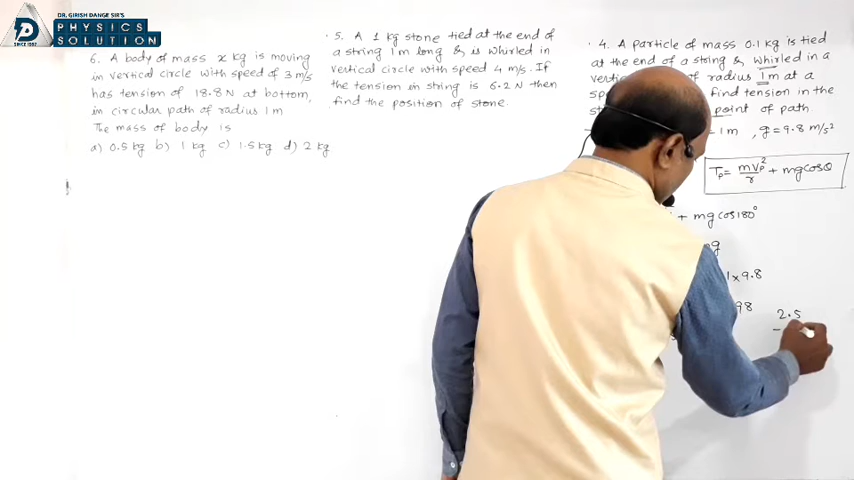 DR. GIRISH DANGE SIR'S
PHYSICS
SOLUTION
SINCE 1987
6. A body of mass x kg is moving
in vertical circle with speed of 3 m/s
has tension of 18.8 N at bottom,
in circular path of radius 1 m
The mass of body is
a) 0.5 kg b) 1 kg c) 1.5 kg d) 2 kg
5. A 1 kg stone tied at the end of
a string 1 m long & is whirled in
vertical circle with speed 4 m/s. If
the tension in string is 6.2 N then
find the position of stone.
4. A particle of mass 0.1 kg is tied
at the end of a string & whirled in a
of radius 1 m at a
find tension in the
point of path
1 m , g = 9.8 m/s²
Tp = mVp²/r + mg cosθ
+ mg cos180°
mg
1 x 9.8
98
2.5
-